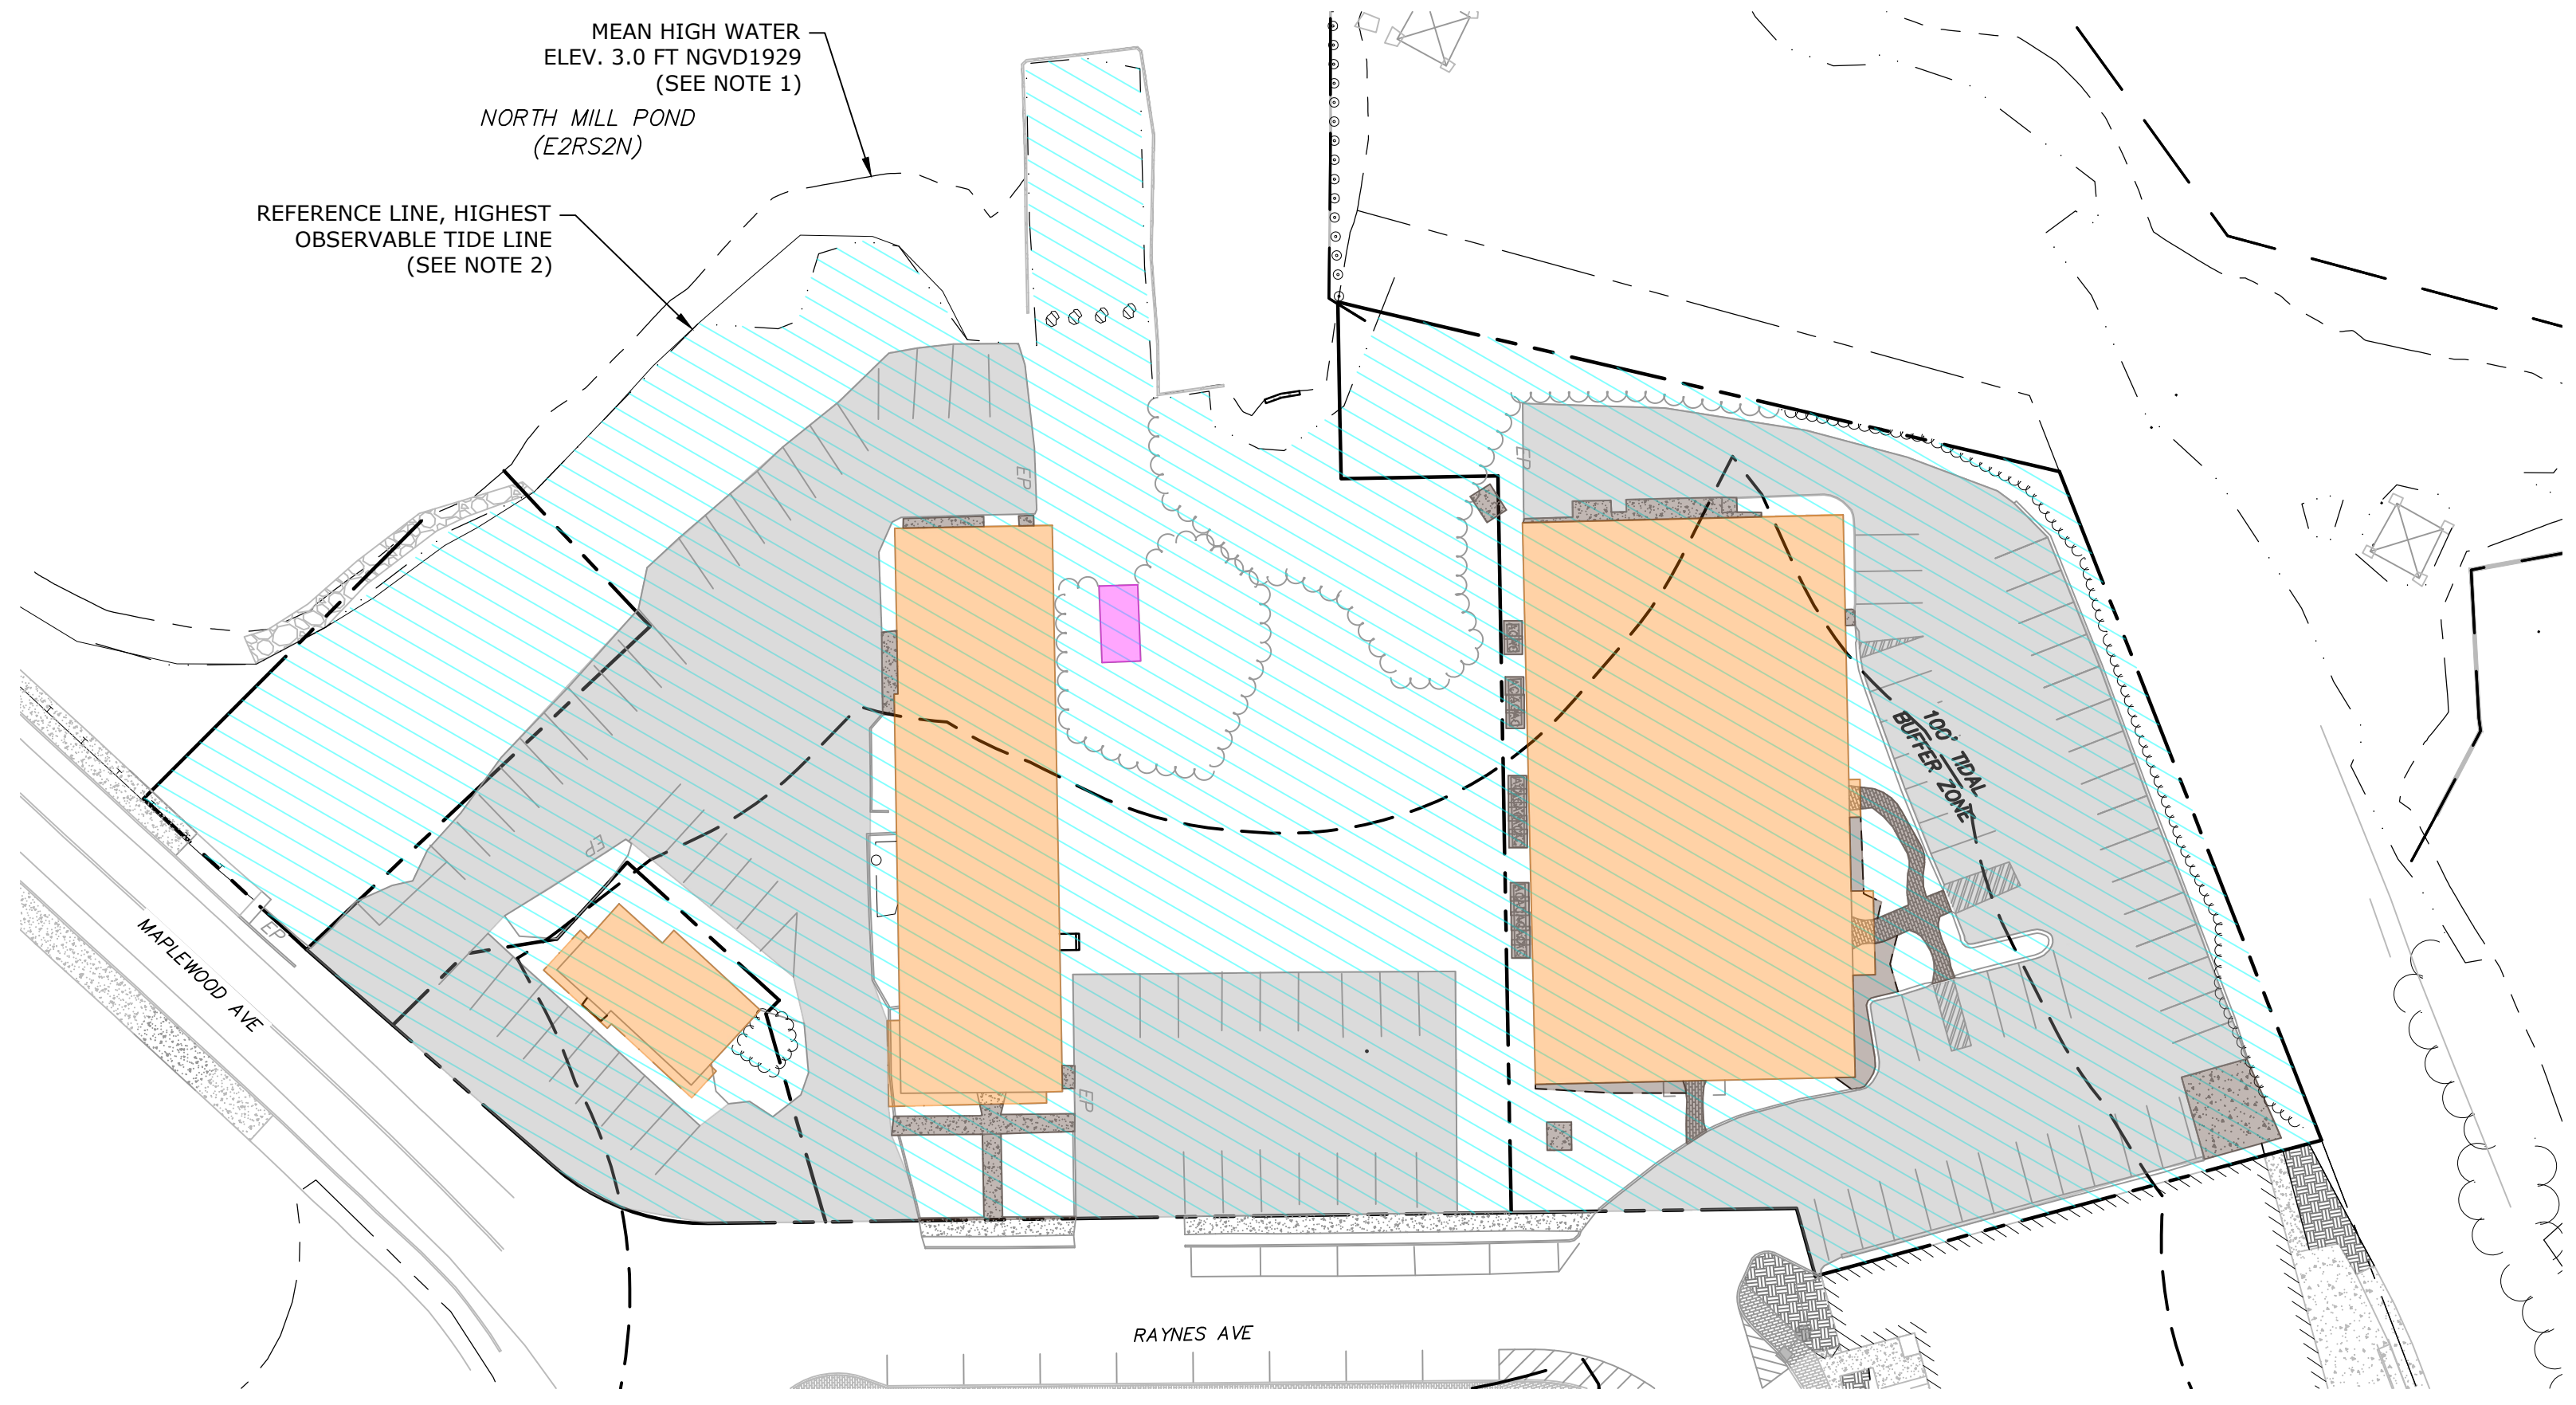 MEAN HIGH WATER
ELEV. 3.0 FT NGVD1929
(SEE NOTE 1)
NORTH MILL POND
(E2RS2N)
REFERENCE LINE, HIGHEST
OBSERVABLE TIDE LINE
(SEE NOTE 2)
EP
EP
100' TIDAL
BUFFER ZONE
EP
EP
MAPLEWOOD AVE
EP
RAYNES AVE